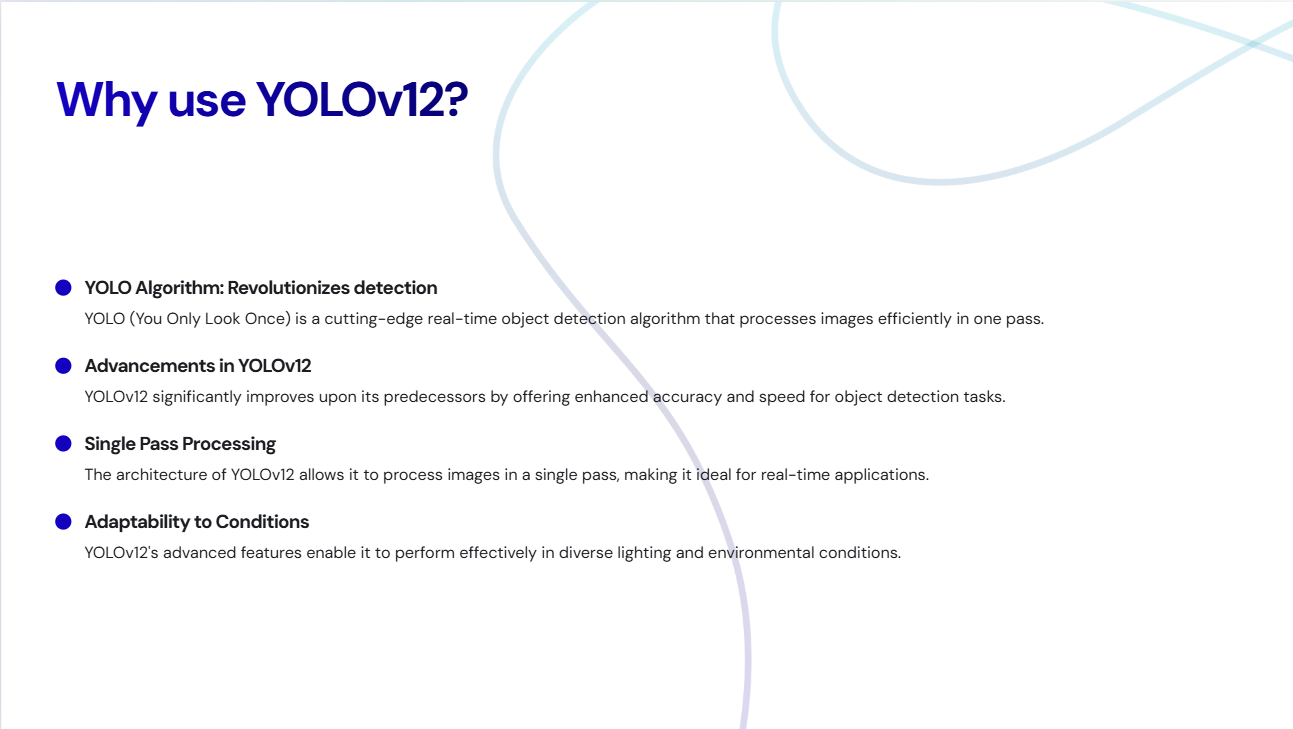 Why use YOLOv12?
YOLO Algorithm: Revolutionizes detection
YOLO (You Only Look Once) is a cutting-edge real-time object detection algorithm that processes images efficiently in one pass.
Advancements in YOLOv12
YOLOv12 significantly improves upon its predecessors by offering enhanced accuracy and speed for object detection tasks.
Single Pass Processing
The architecture of YOLOv12 allows it to process images in a single pass, making it ideal for real-time applications.
Adaptability to Conditions
YOLOv12's advanced features enable it to perform effectively in diverse lighting and environmental conditions.